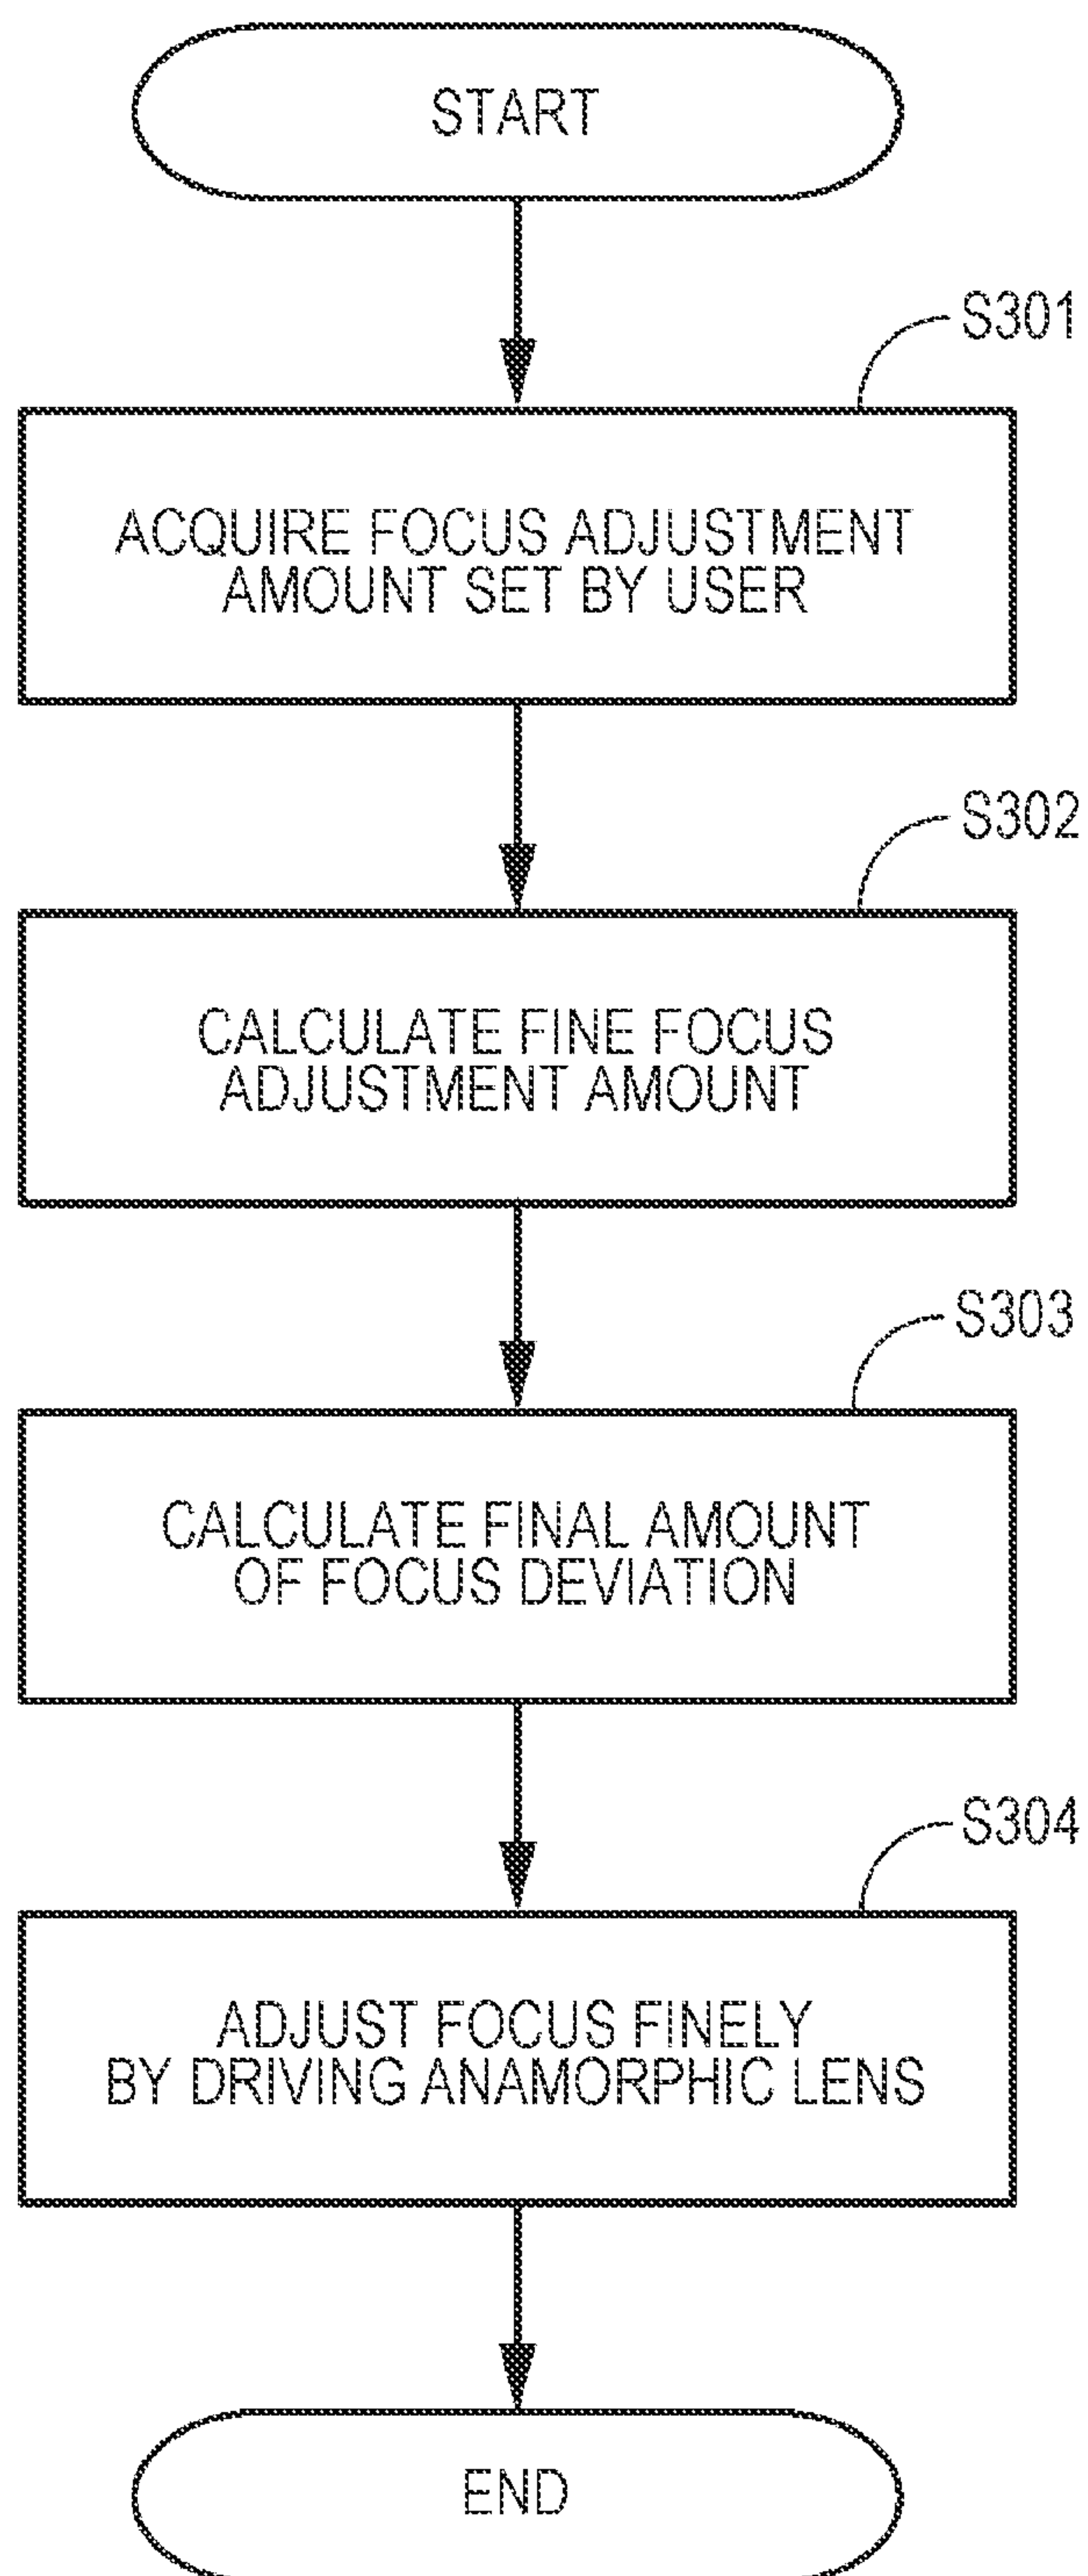 START
S301
ACQUIRE FOCUS ADJUSTMENT
AMOUNT SET BY USER
S302
CALCULATE FINE FOCUS
ADJUSTMENT AMOUNT
S303
CALCULATE FINAL AMOUNT
OF FOCUS DEVIATION
S304
ADJUST FOCUS FINELY
BY DRIVING ANAMORPHIC LENS
END